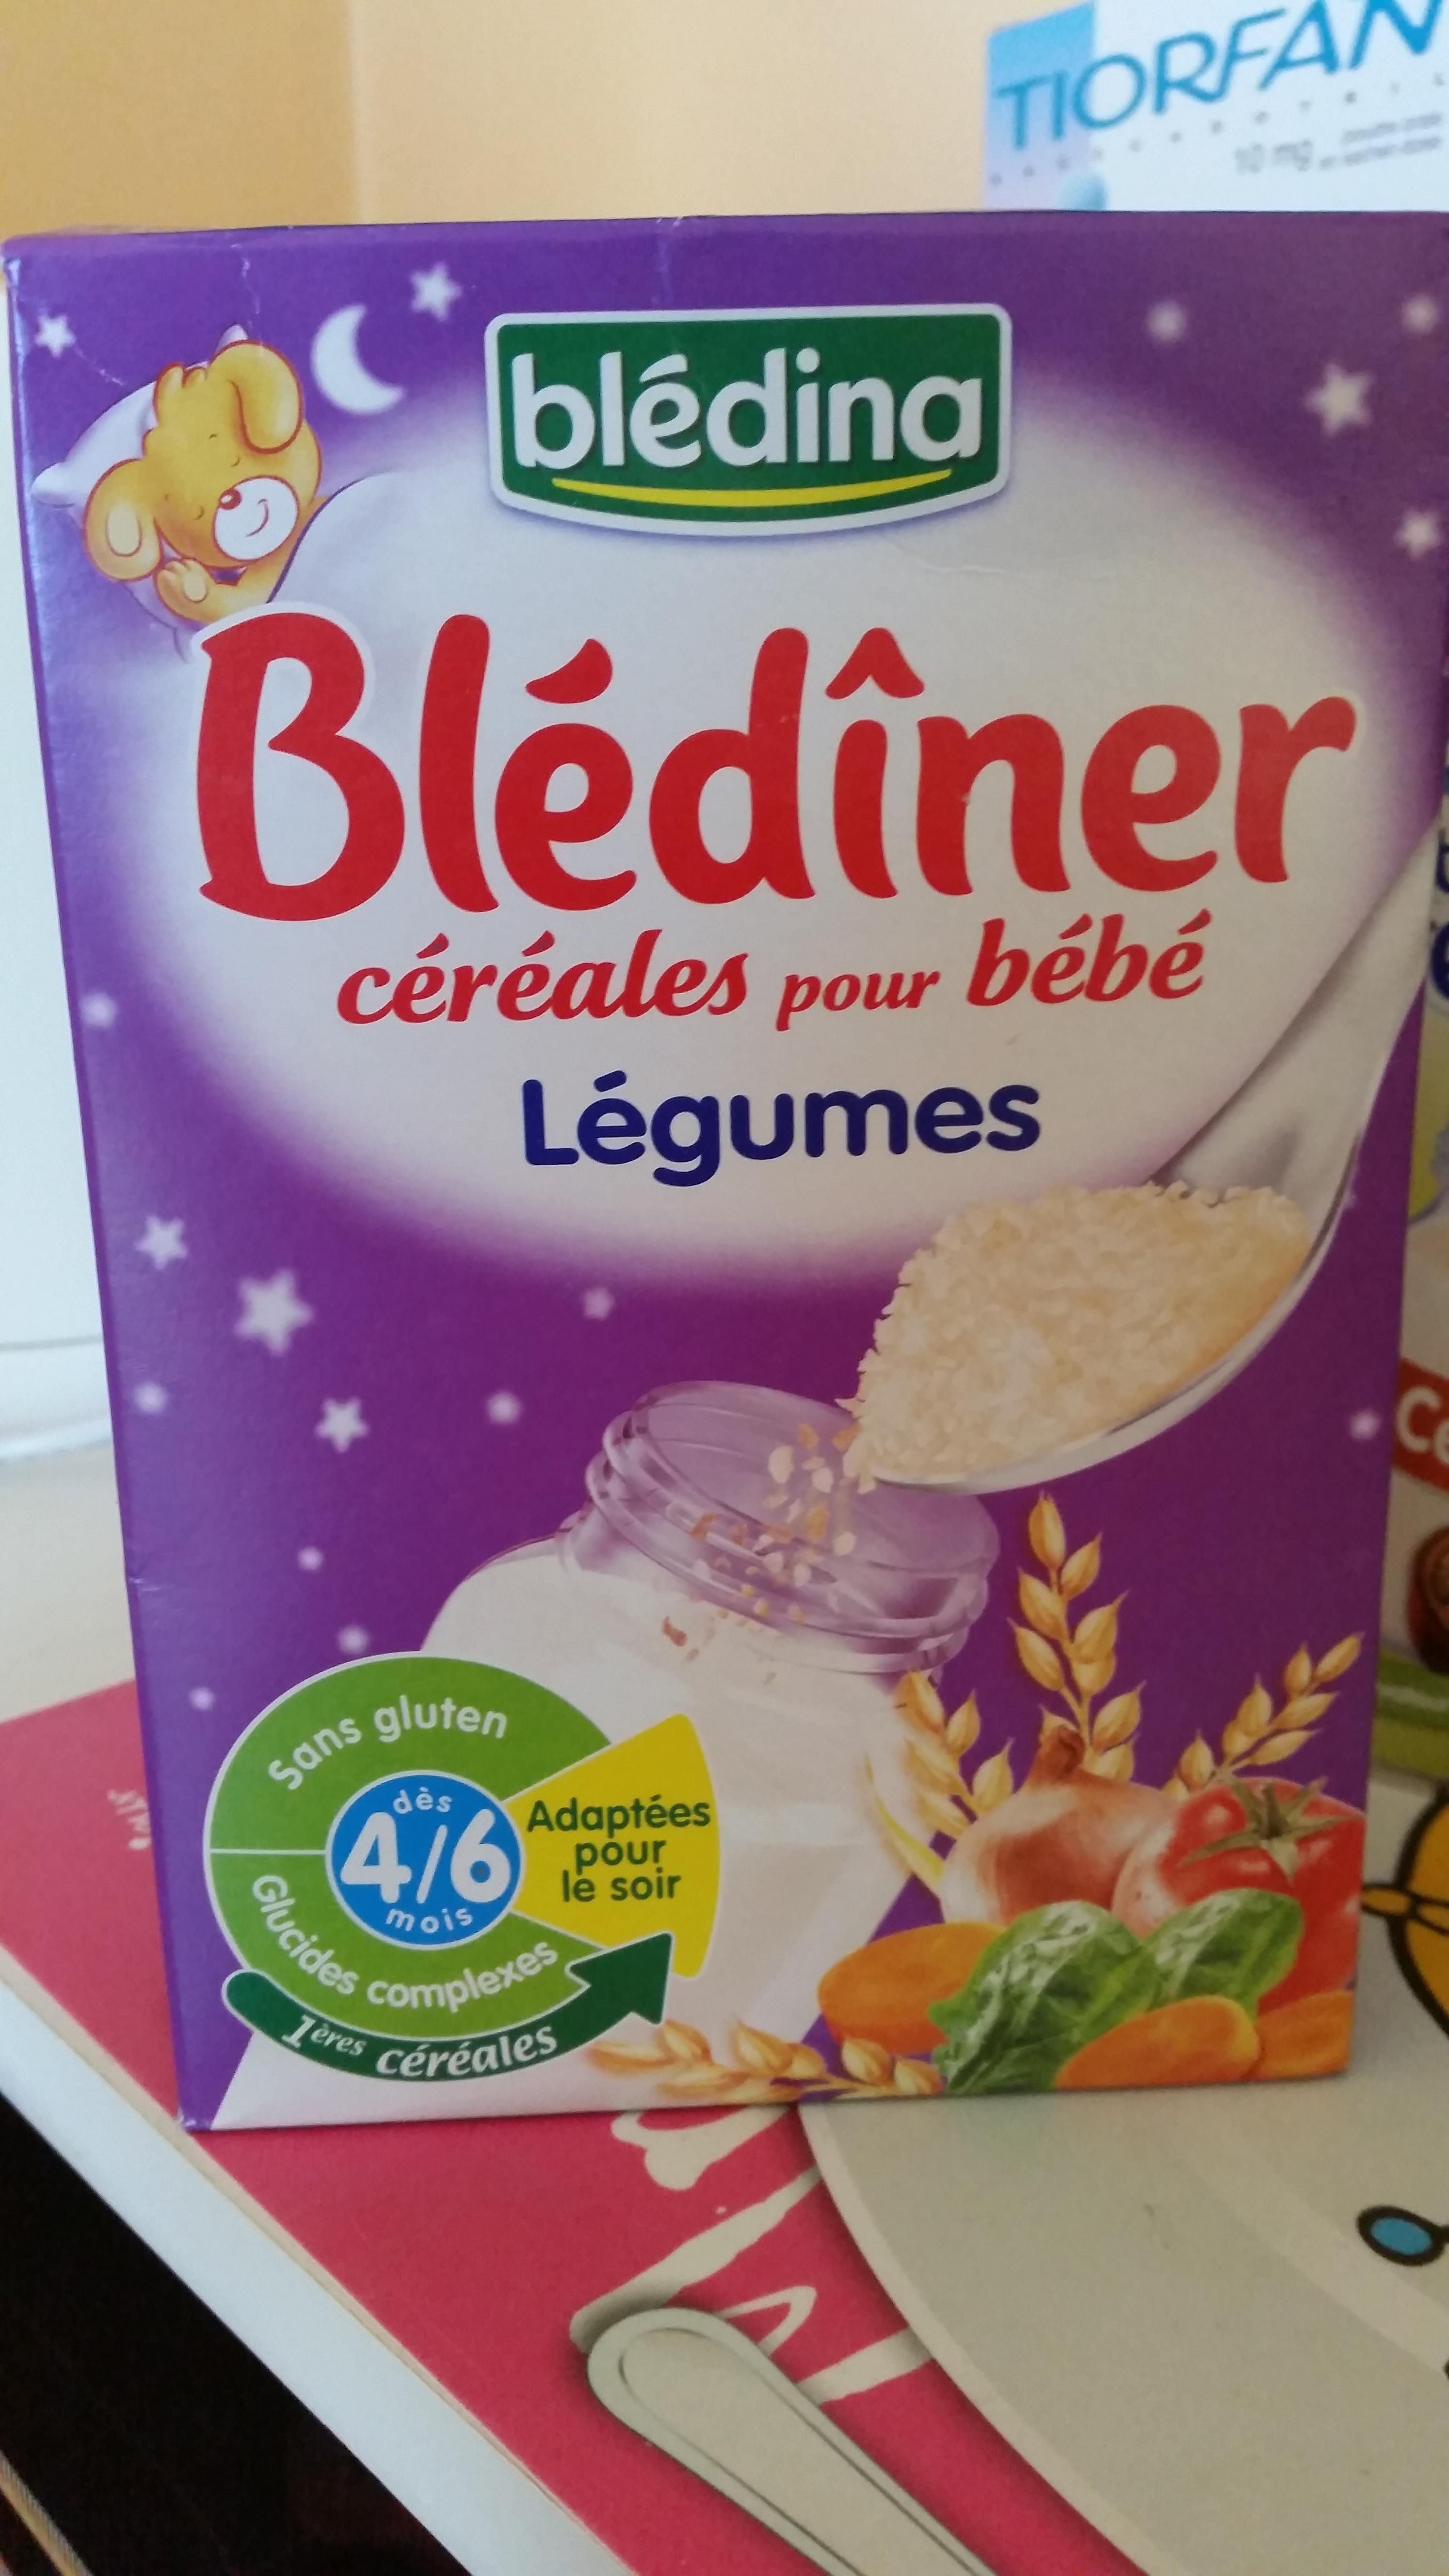 TIORFAN
10 mg
blédina
Blédîner
céréales pour bébé
Légumes
Sans gluten
dès
4/6
mois
Adaptées
pour
le soir
Glucides complexes
1ères céréales